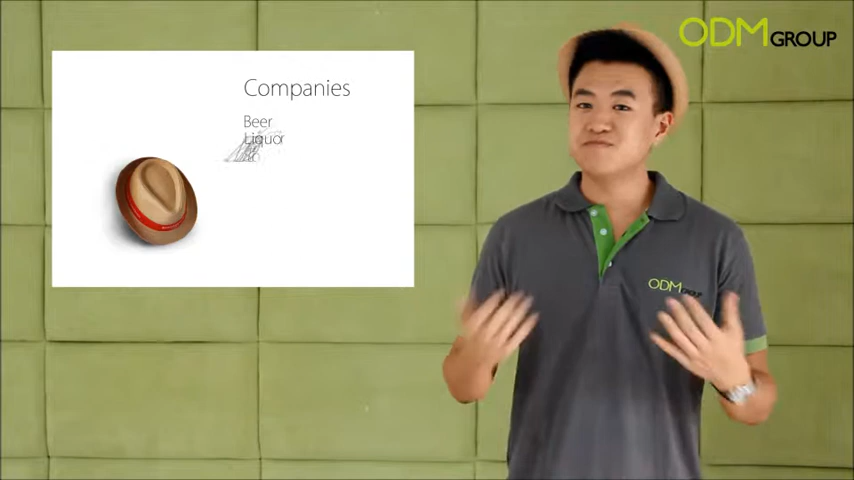 ODMGROUP
Companies
Beer
Liquor
ODM